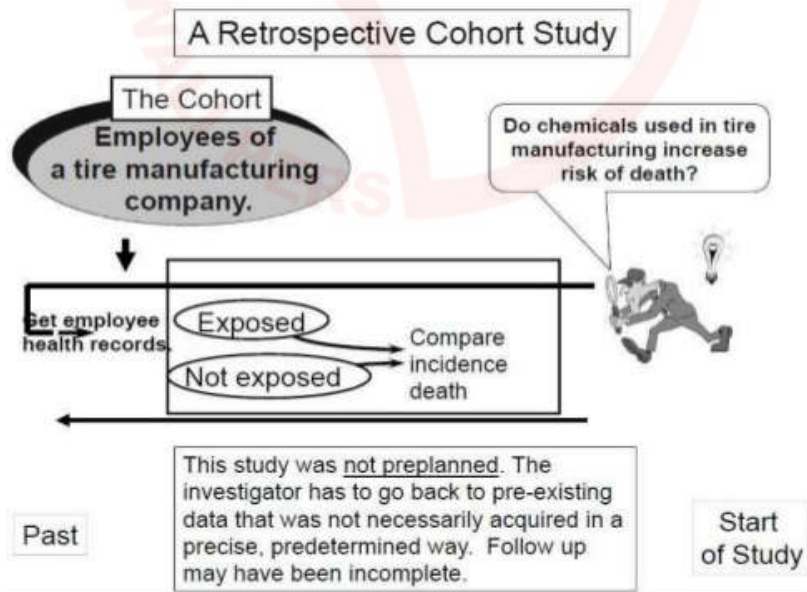 A Retrospective Cohort Study
The Cohort
Employees of
a tire manufacturing
company.
Do chemicals used in tire
manufacturing increase
risk of death?
Get employee
health records.
Exposed
Not exposed
Compare
incidence
death
This study was not preplanned. The
investigator has to go back to pre-existing
data that was not necessarily acquired in a
precise, predetermined way. Follow up
may have been incomplete.
Past
Start
of Study
SRS